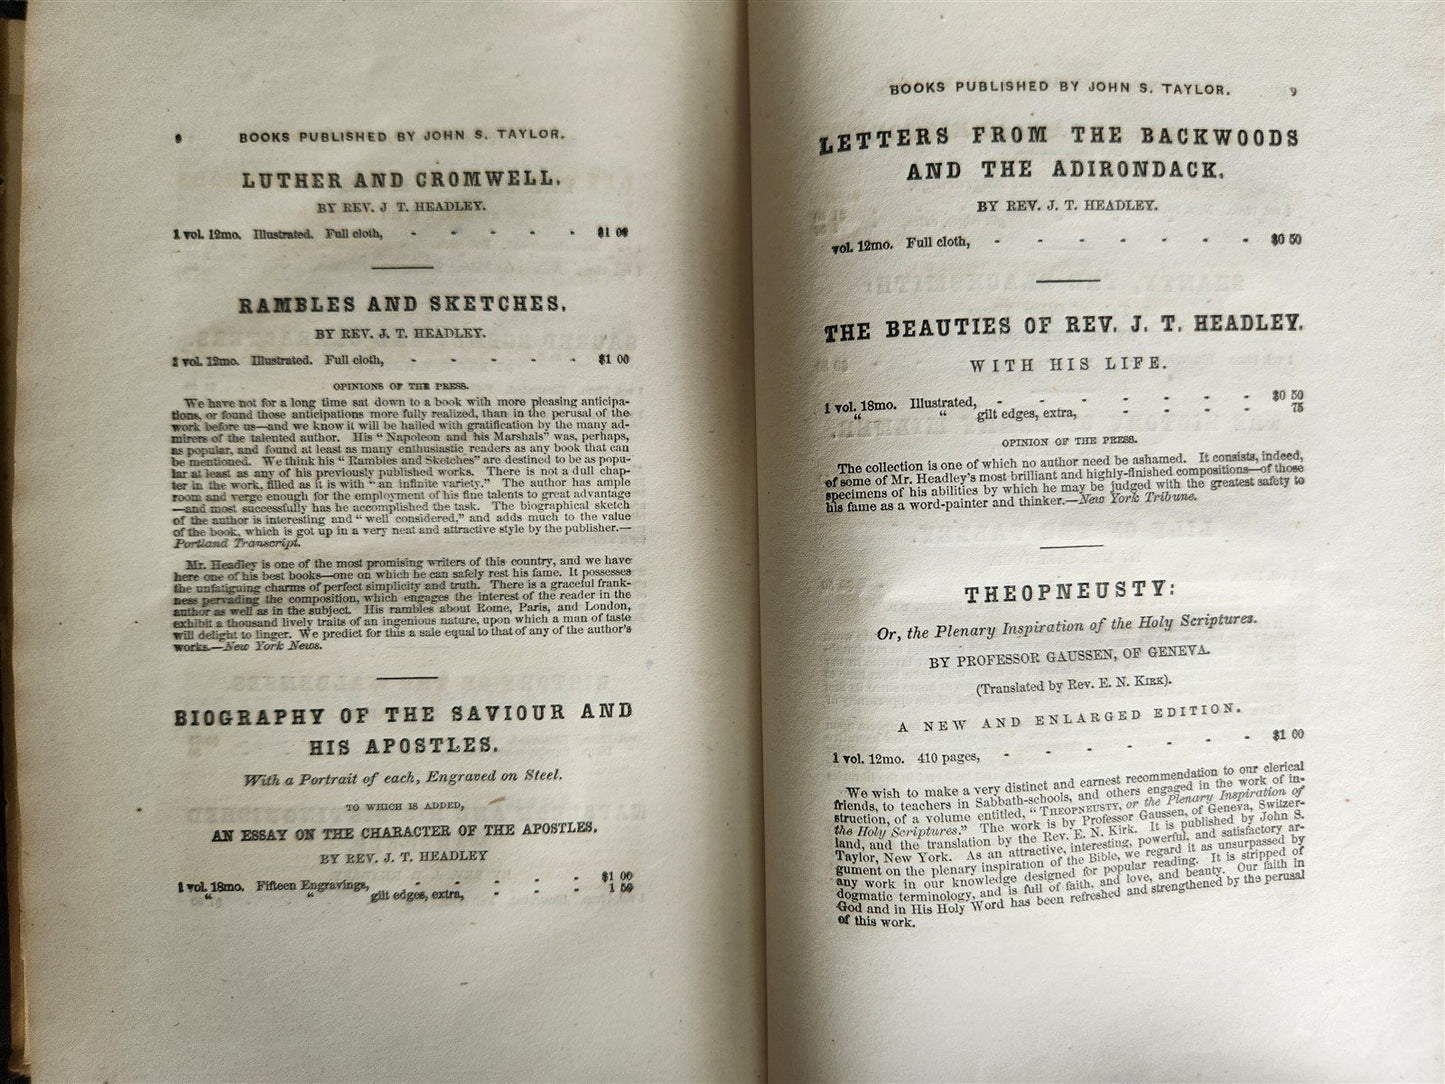 8 BOOKS PUBLISHED BY JOHN S. TAYLOR.
LUTHER AND CROMWELL.
BY REV. J T. HEADLEY.
1 vol. 12mo. Illustrated. Full cloth, - - - - - $1 00
RAMBLES AND SKETCHES.
BY REV. J. T. HEADLEY.
1 vol. 12mo. Illustrated. Full cloth, - - - - - $1 00
OPINIONS OF THE PRESS.
We have not for a long time sat down to a book with more pleasing anticipa-
tions, or found those anticipations more fully realized, than in the perusal of the
work before us—and we know it will be hailed with gratification by the many ad-
mirers of the talented author. His "Napoleon and his Marshals" was, perhaps,
as popular, and found at least as many enthusiastic readers as any book that can
be mentioned. We think his "Rambles and Sketches" are destined to be as popu-
lar at least as any of his previously published works. There is not a dull chap-
ter in the work, filled as it is with "an infinite variety." The author has ample
room and verge enough for the employment of his fine talents to great advantage
—and most successfully has he accomplished the task. The biographical sketch
of the author is interesting and "well considered," and adds much to the value
of the book, which is got up in a very neat and attractive style by the publisher.—
Portland Transcript.
Mr. Headley is one of the most promising writers of this country, and we have
here one of his best books—one on which he can safely rest his fame. It possesses
the unfatiguing charms of perfect simplicity and truth. There is a graceful frank-
ness pervading the composition, which engages the interest of the reader in the
author as well as in the subject. His rambles about Rome, Paris, and London,
exhibit a thousand lively traits of an ingenious nature, upon which a man of taste
will delight to linger. We predict for this a sale equal to that of any of the author's
works.—New York News.
BIOGRAPHY OF THE SAVIOUR AND
HIS APOSTLES.
With a Portrait of each, Engraved on Steel.
TO WHICH IS ADDED,
AN ESSAY ON THE CHARACTER OF THE APOSTLES.
BY REV. J. T. HEADLEY
1 vol. 18mo. Fifteen Engravings, - - - - - $1 00
" " gilt edges, extra, - - - 1 50
BOOKS PUBLISHED BY JOHN S. TAYLOR. 9
LETTERS FROM THE BACKWOODS
AND THE ADIRONDACK.
BY REV. J. T. HEADLEY.
vol. 12mo. Full cloth, - - - - - - - $0 50
THE BEAUTIES OF REV. J. T. HEADLEY.
WITH HIS LIFE.
1 vol. 18mo. Illustrated, - - - - - - - $0 50
" " gilt edges, extra, - - - - 75
OPINION OF THE PRESS.
The collection is one of which no author need be ashamed. It consists, indeed,
of some of Mr. Headley's most brilliant and highly-finished compositions—of those
specimens of his abilities by which he may be judged with the greatest safety to
his fame as a word-painter and thinker.—New York Tribune.
THEOPNEUSTY:
Or, the Plenary Inspiration of the Holy Scriptures.
BY PROFESSOR GAUSSEN, OF GENEVA.
(Translated by Rev. E. N. Kirk).
A NEW AND ENLARGED EDITION.
1 vol. 12mo. 410 pages, - - - - - - - $1 00
We wish to make a very distinct and earnest recommendation to our clerical
friends, to teachers in Sabbath-schools, and others engaged in the work of in-
struction, of a volume entitled, "Theopneusty, or the Plenary Inspiration of
the Holy Scriptures." The work is by Professor Gaussen, of Geneva, Switzer-
land, and the translation by the Rev. E. N. Kirk. It is published by John S.
Taylor, New York. As an attractive, interesting, powerful, and satisfactory ar-
gument on the plenary inspiration of the Bible, we regard it as unsurpassed by
any work in our knowledge designed for popular reading. It is stripped of
dogmatic terminology, and is full of faith, and love, and beauty. Our faith in
God and in His Holy Word has been refreshed and strengthened by the perusal
of this work.